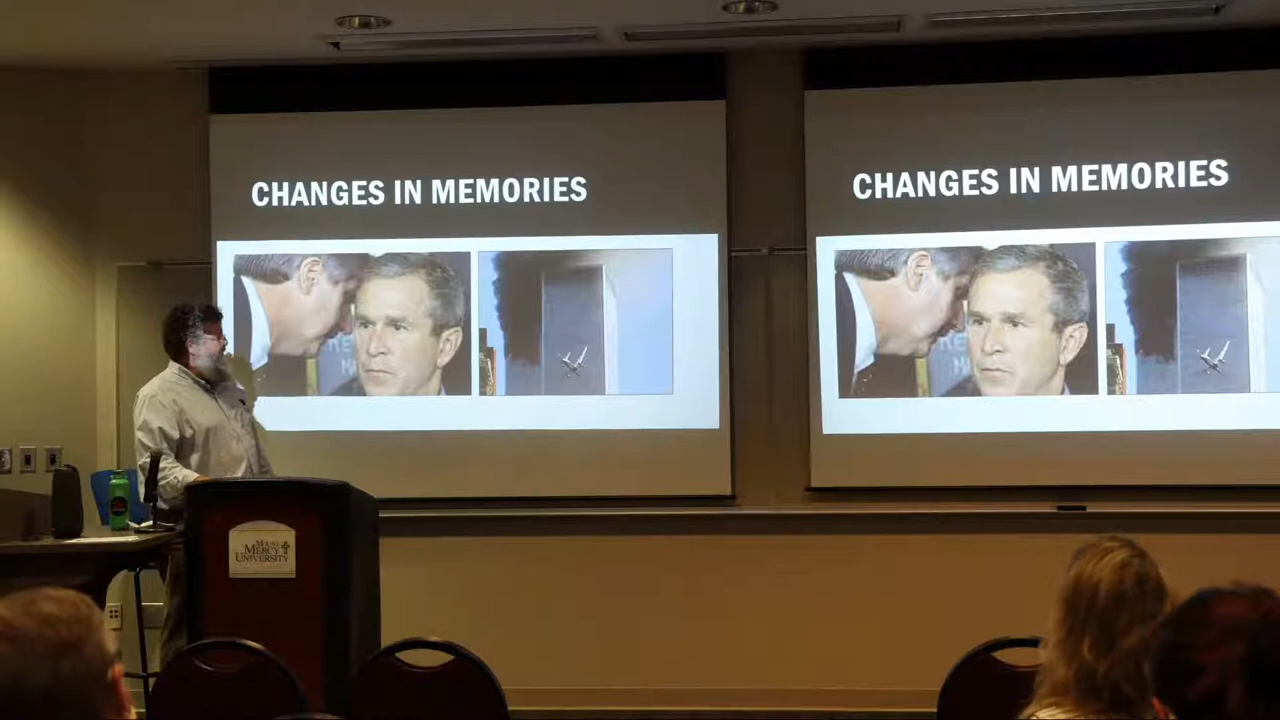 CHANGES IN MEMORIES
CHANGES IN MEMORIES
MOUNT
MERCY
UNIVERSITY